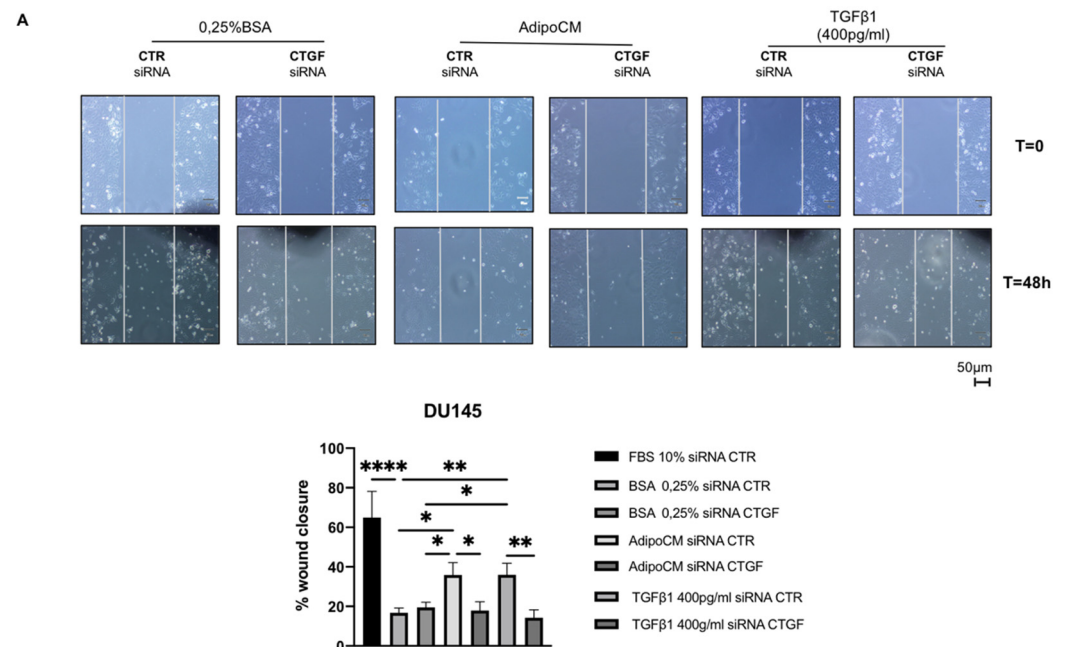 A
0,25%BSA
AdipoCM
TGFβ1
(400pg/ml)
CTR
siRNA
CTGF
siRNA
CTR
siRNA
CTGF
siRNA
CTR
siRNA
CTGF
siRNA
T=0
T=48h
50μm
DU145
% wound closure
100
80
60
40
20
0
****
**
*
*
*
*
**
FBS 10% siRNA CTR
BSA 0,25% siRNA CTR
BSA 0,25% siRNA CTGF
AdipoCM siRNA CTR
AdipoCM siRNA CTGF
TGFβ1 400pg/ml siRNA CTR
TGFβ1 400g/ml siRNA CTGF